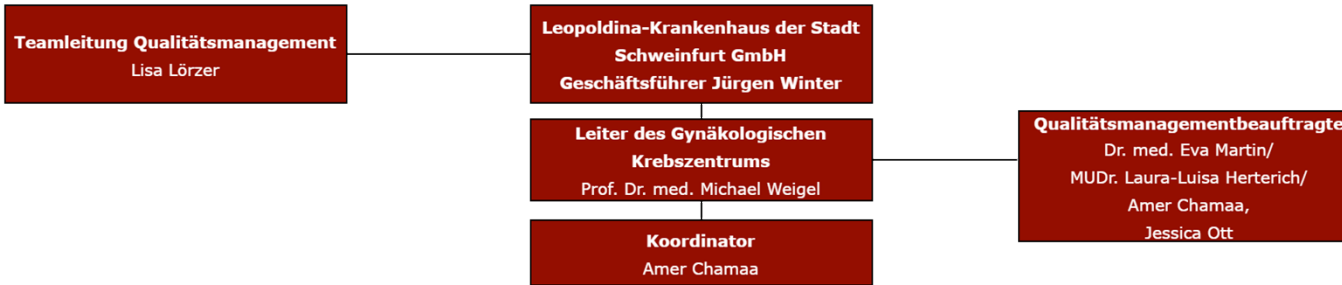 Teamleitung Qualitätsmanagement
Lisa Lörzer
Leopoldina-Krankenhaus der Stadt
Schweinfurt GmbH
Geschäftsführer Jürgen Winter
Leiter des Gynäkologischen
Krebszentrums
Prof. Dr. med. Michael Weigel
Qualitätsmanagementbeauftragte
Dr. med. Eva Martin/
MUDr. Laura-Luisa Herterich/
Amer Chamaa,
Jessica Ott
Koordinator
Amer Chamaa